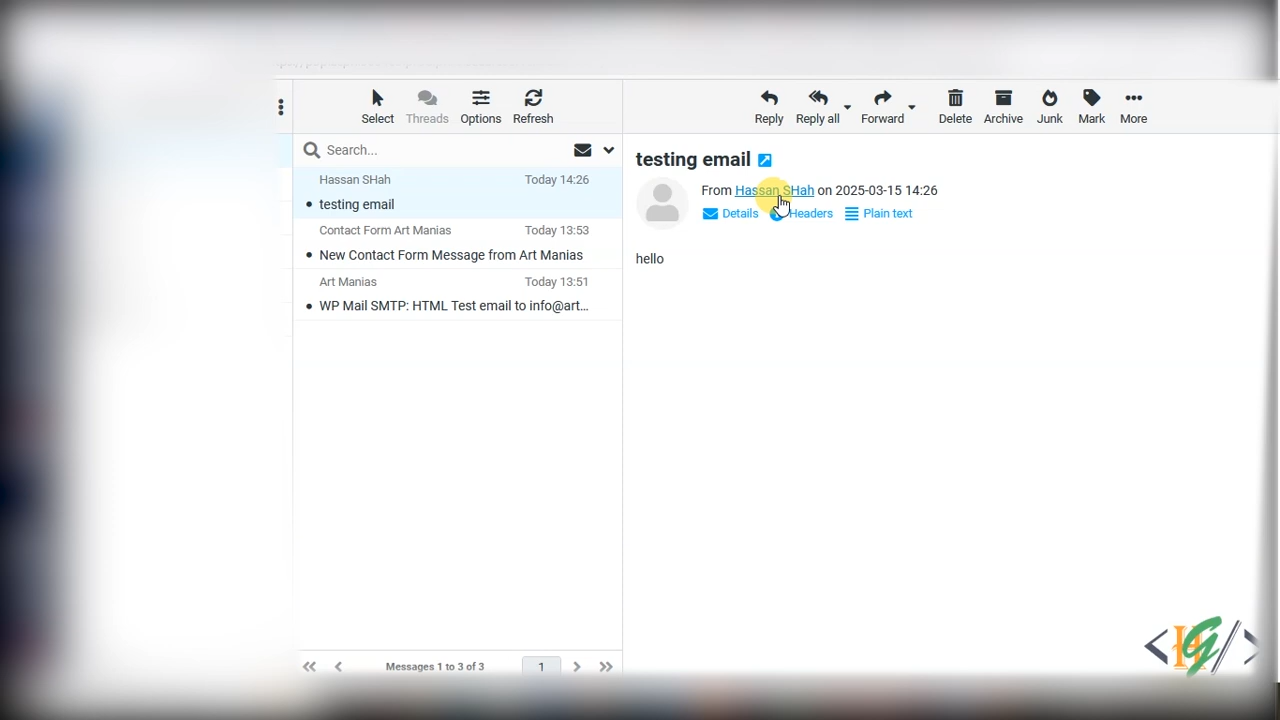 Select
Threads
Options
Refresh
Reply
Reply all
Forward
Delete
Archive
Junk
Mark
More
Search...
Hassan SHah Today 14:26
• testing email
Contact Form Art Manias Today 13:53
• New Contact Form Message from Art Manias
Art Manias Today 13:51
• WP Mail SMTP: HTML Test email to info@art...
Messages 1 to 3 of 3
1
testing email
From Hassan SHah on 2025-03-15 14:26
Details Headers Plain text
hello
<HG/>